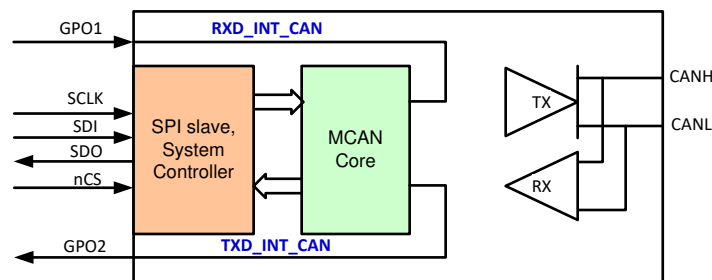 GPO1
RXD_INT_CAN
SCLK
SDI
SDO
nCS
SPI slave,
System
Controller
MCAN
Core
TX
RX
CANH
CANL
GPO2
TXD_INT_CAN